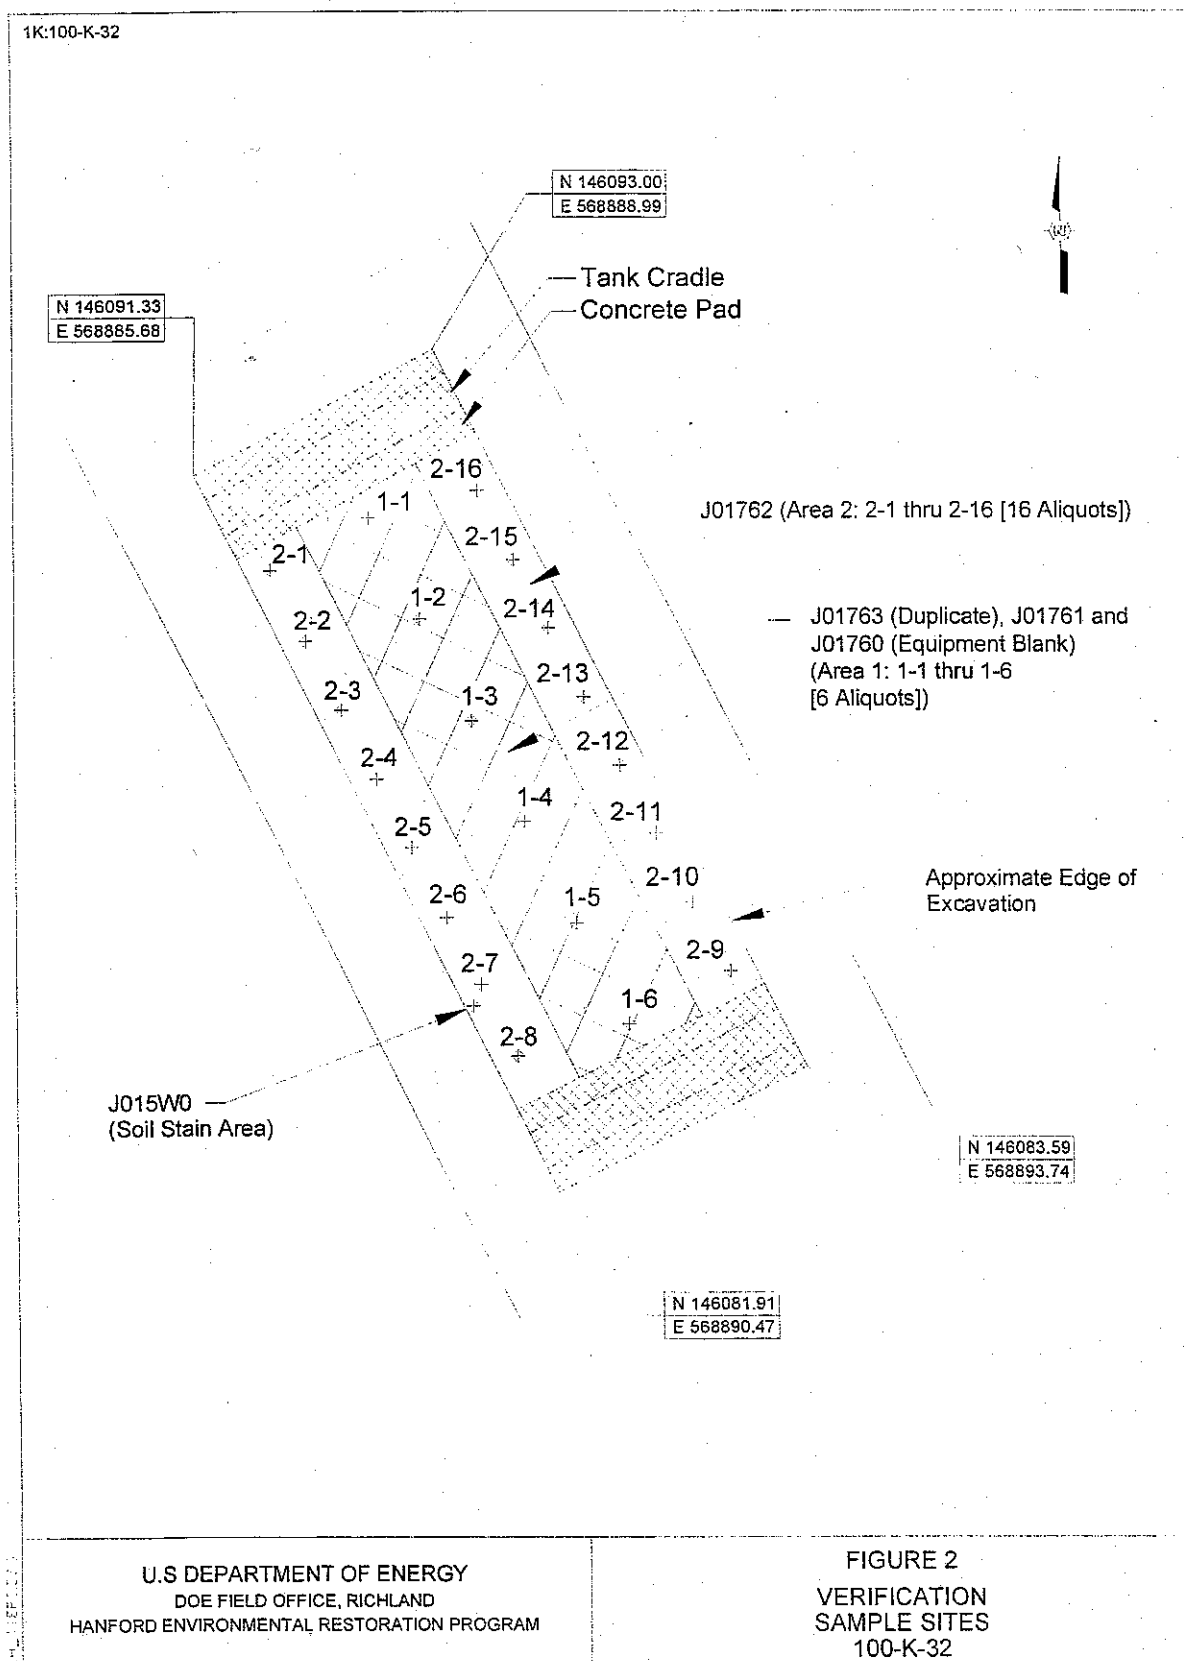 1K:100-K-32
N 146093.00
E 568888.99
Tank Cradle
Concrete Pad
N 146091.33
E 568885.68
2-16
1-1
J01762 (Area 2: 2-1 thru 2-16 [16 Aliquots])
2-15
2-1
1-2
2-14
J01763 (Duplicate), J01761 and
J01760 (Equipment Blank)
(Area 1: 1-1 thru 1-6
[6 Aliquots])
2-2
2-13
2-3
1-3
2-12
2-4
1-4
2-11
2-5
2-10
Approximate Edge of
Excavation
2-6
1-5
2-9
2-7
1-6
2-8
J015W0
(Soil Stain Area)
N 146083.59
E 568893.74
N 146081.91
E 568890.47
U.S DEPARTMENT OF ENERGY
DOE FIELD OFFICE, RICHLAND
HANFORD ENVIRONMENTAL RESTORATION PROGRAM
FIGURE 2
VERIFICATION
SAMPLE SITES
100-K-32